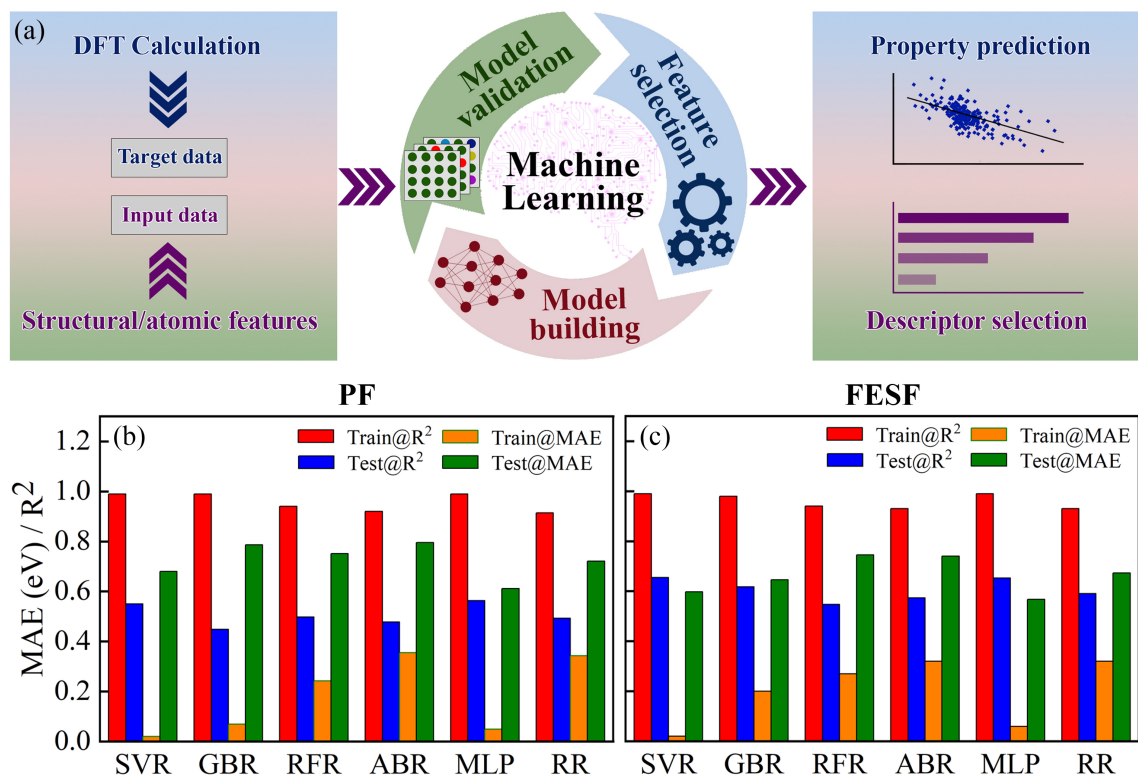 (a)
DFT Calculation
Target data
Input data
Structural/atomic features
Model
validation
Feature
selection
Machine
Learning
Model
building
Property prediction
Descriptor selection
PF
FESF
MAE (eV) / R²
(b)
Train@R²
Train@MAE
Test@R²
Test@MAE
1.2
1.0
0.8
0.6
0.4
0.2
0.0
SVR GBR RFR ABR MLP RR
(c)
Train@R²
Train@MAE
Test@R²
Test@MAE
SVR GBR RFR ABR MLP RR